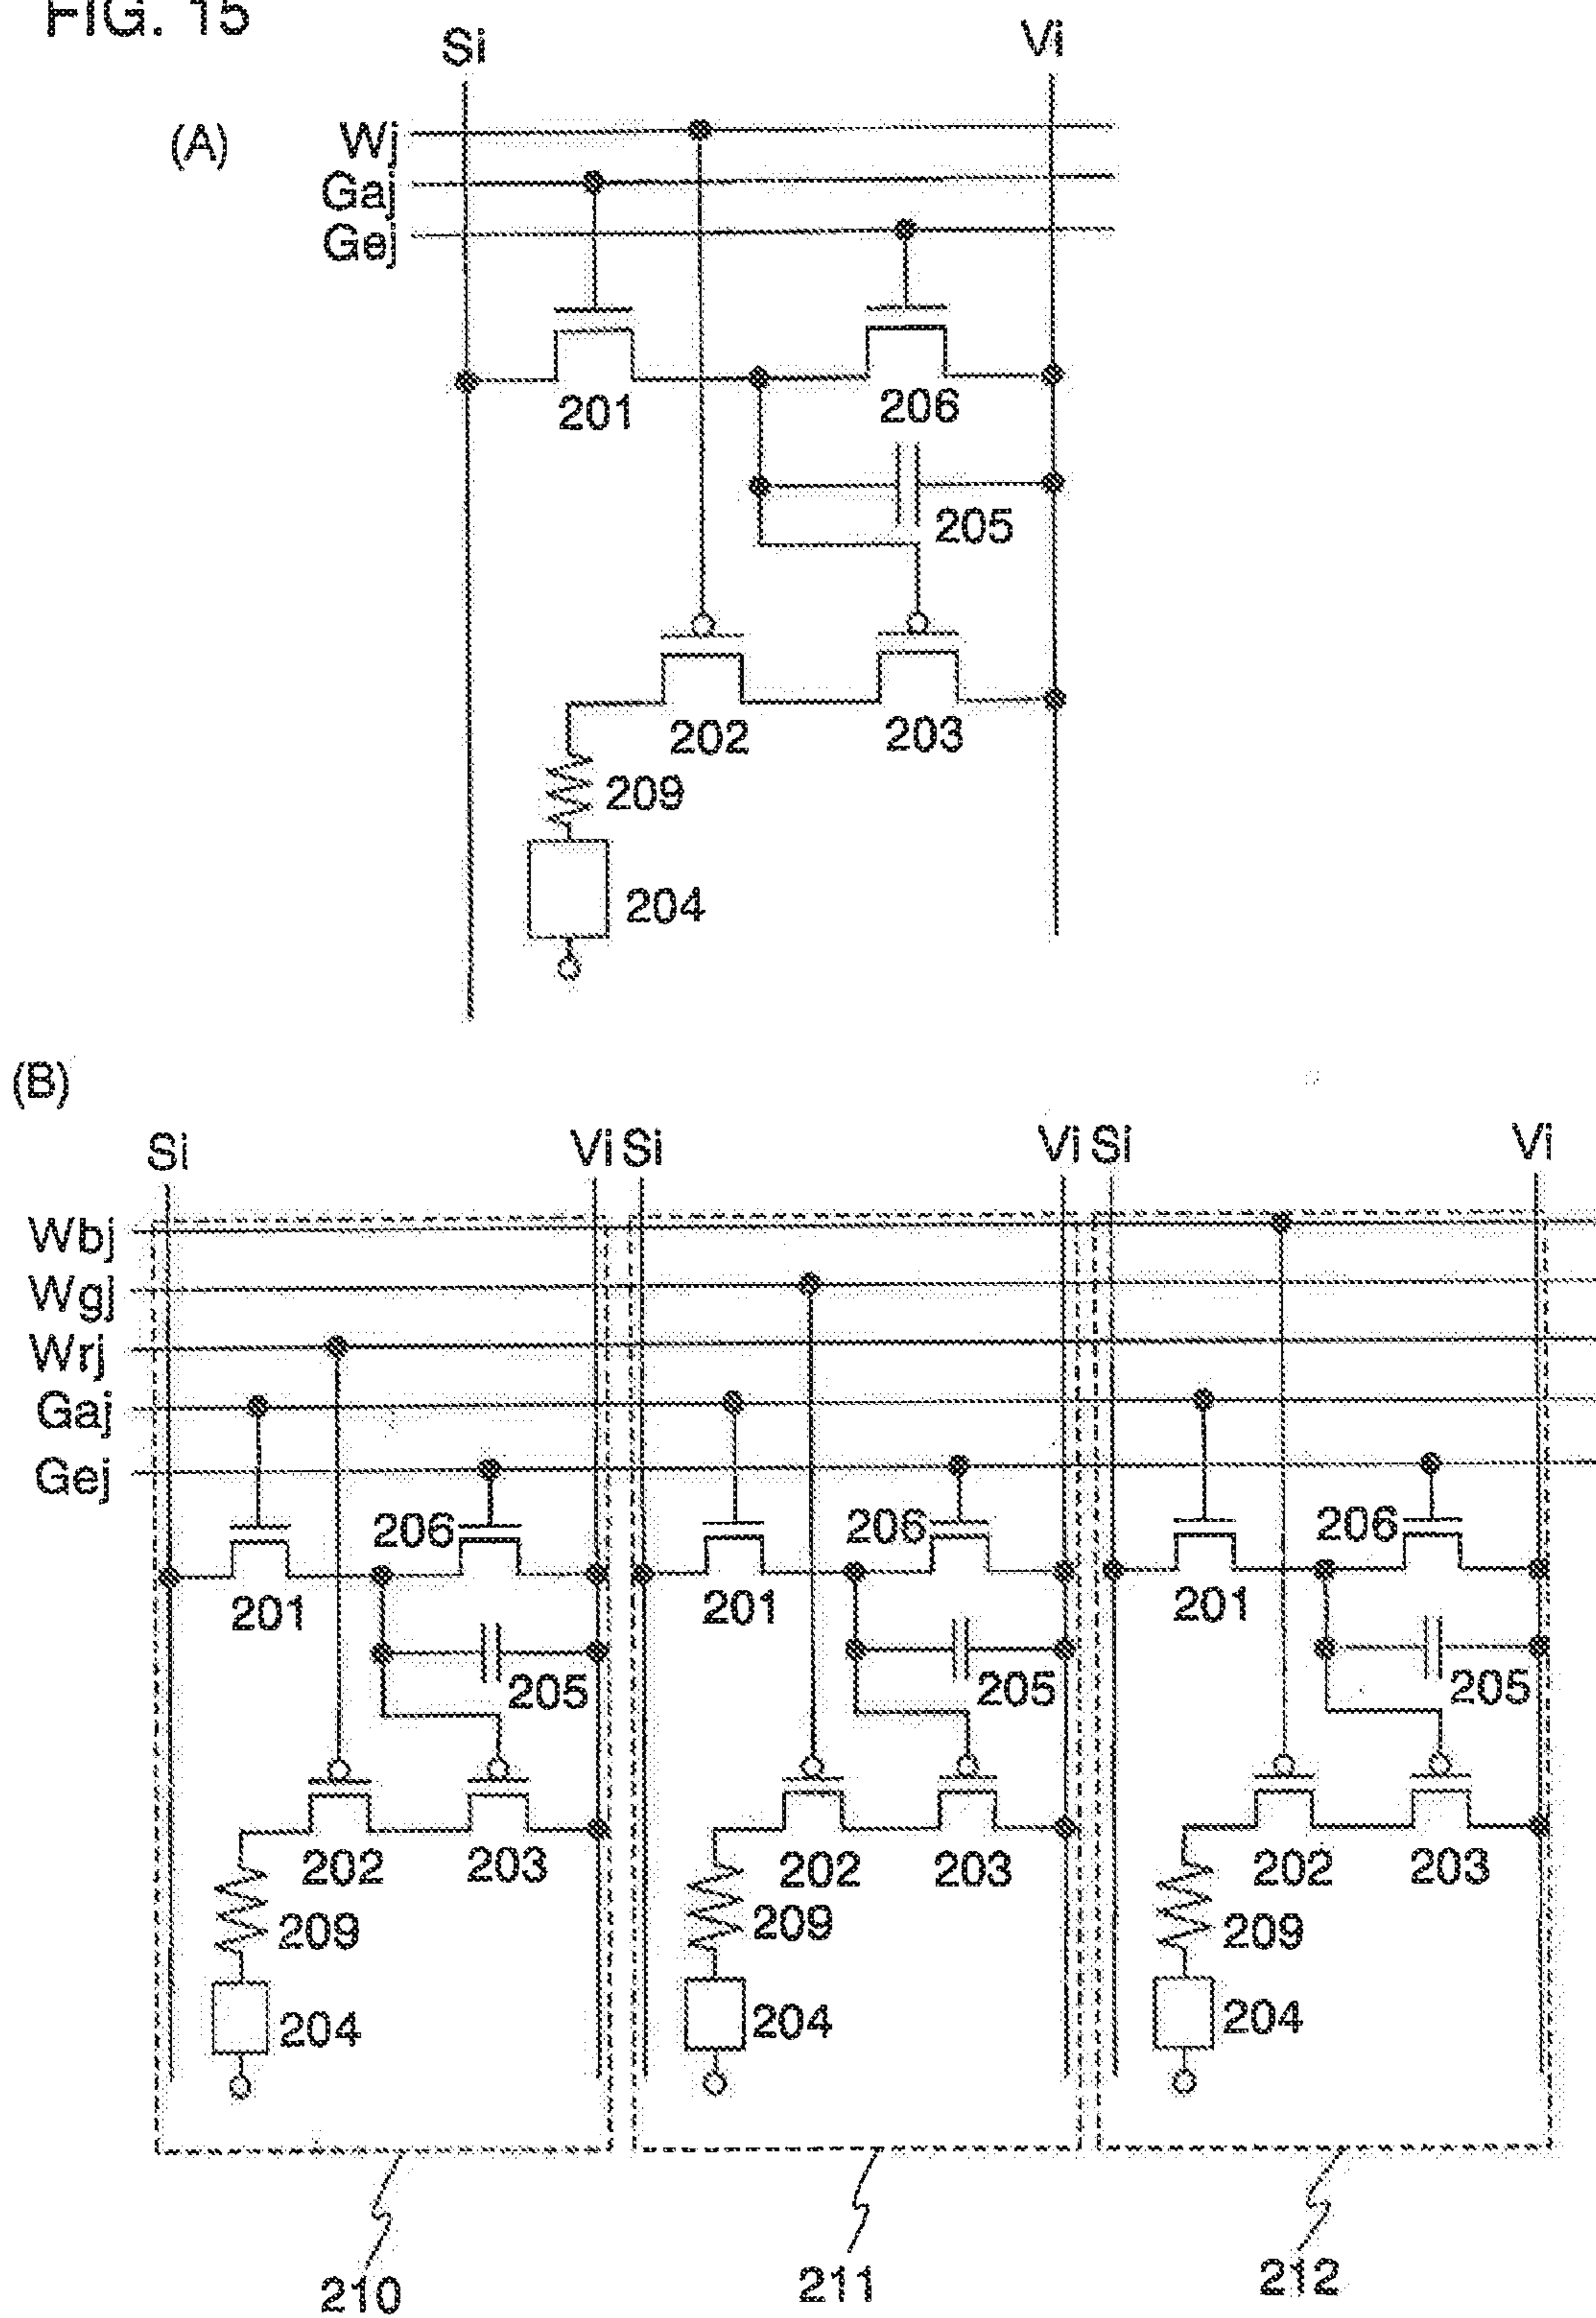 FIG. 15
Si Vi
(A)
Wj
Gaj
Gej
201 206
205
202 203
209
204
(B)
Si Vi Si Vi Si Vi
Wbj
Wgj
Wrj
Gaj
Gej
206 206 206
201 201 201
205 205 205
202 203 202 203 202 203
209 209 209
204 204 204
210 211 212